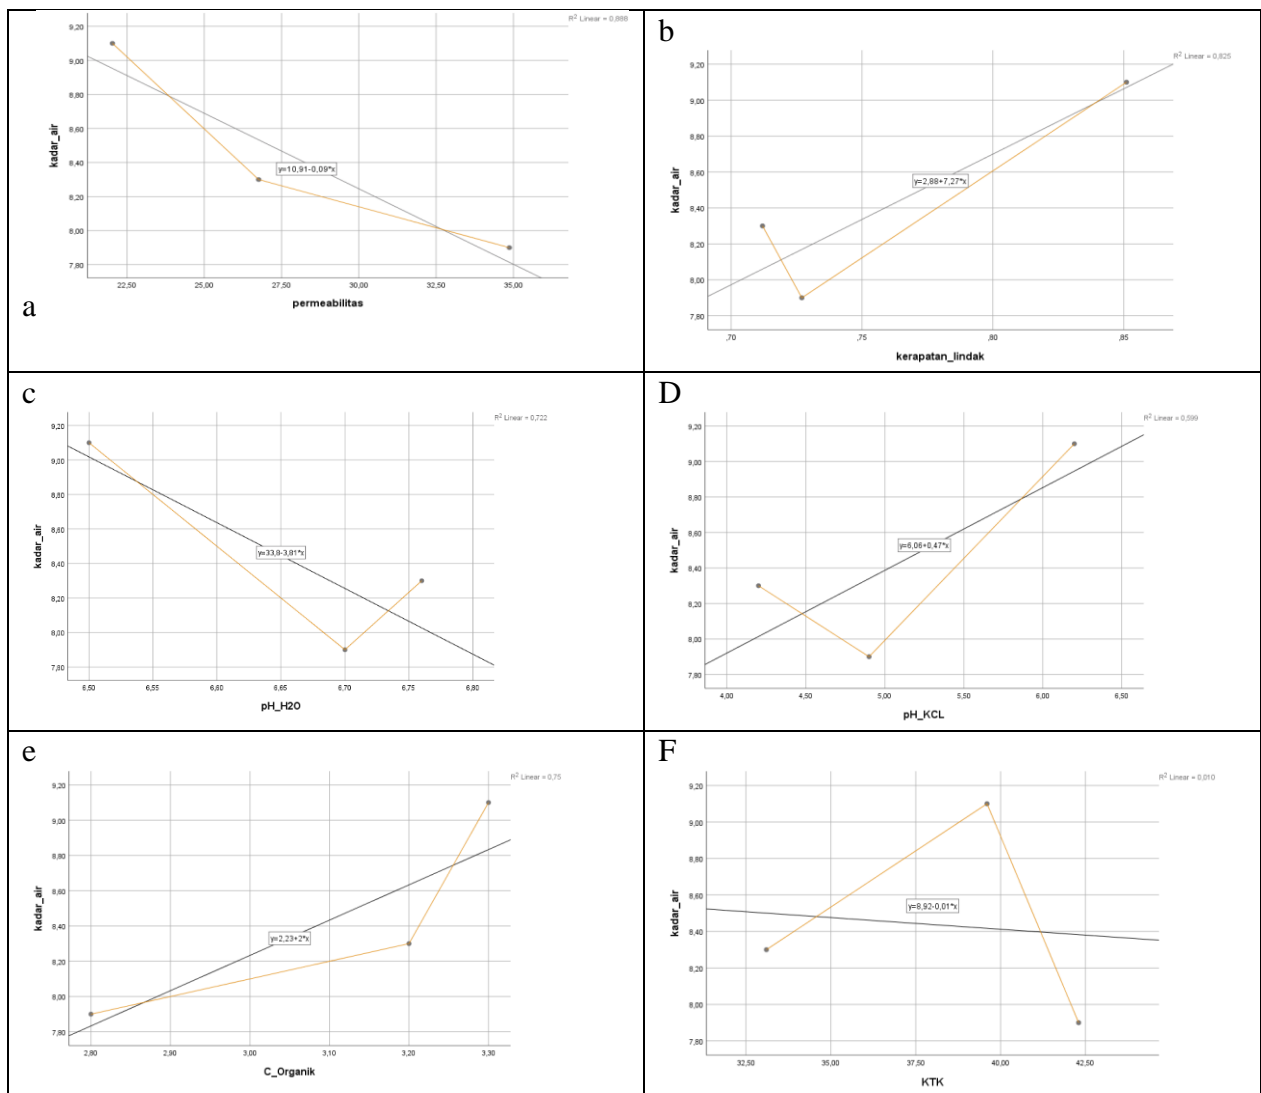 a
R² Linear = 0,888
9,20
9,00
8,80
8,60
8,40
8,20
8,00
7,80
kadar_air
y=10,91-0,09*x
22,50 25,00 27,50 30,00 32,50 35,00
permeabilitas
b
R² Linear = 0,825
9,20
9,00
8,80
8,60
8,40
8,20
8,00
7,80
kadar_air
y=2,88+7,27*x
,70 ,75 ,80 ,85
kerapatan_lindak
c
R² Linear = 0,722
9,20
9,00
8,80
8,60
8,40
8,20
8,00
7,80
kadar_air
y=33,8-3,81*x
6,50 6,55 6,60 6,65 6,70 6,75 6,80
pH_H2O
D
R² Linear = 0,599
9,20
9,00
8,80
8,60
8,40
8,20
8,00
7,80
kadar_air
y=6,06+0,47*x
4,00 4,50 5,00 5,50 6,00 6,50
pH_KCL
e
R² Linear = 0,75
9,20
9,00
8,80
8,60
8,40
8,20
8,00
7,80
kadar_air
y=2,23+2*x
2,80 2,90 3,00 3,10 3,20 3,30
C_Organik
F
R² Linear = 0,010
9,20
9,00
8,80
8,60
8,40
8,20
8,00
7,80
kadar_air
y=8,92-0,01*x
32,50 35,00 37,50 40,00 42,50
KTK